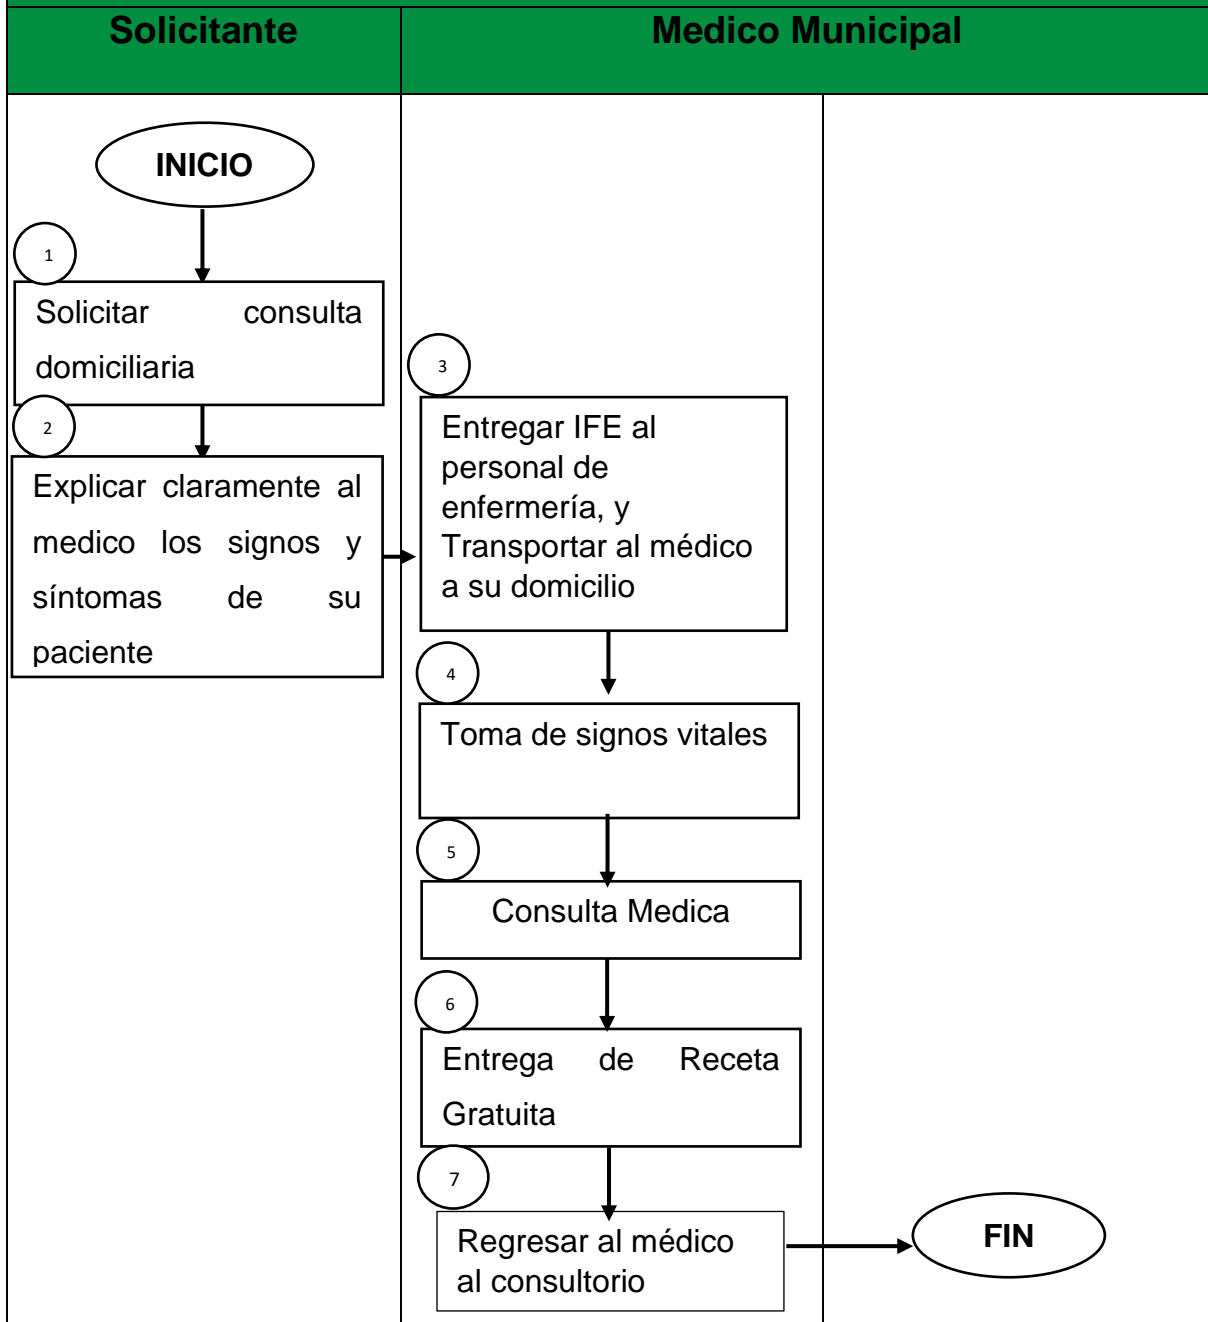 Solicitante
Medico Municipal
INICIO
1
Solicitar consulta
domiciliaria
2
Explicar claramente al
medico los signos y
síntomas de su
paciente
3
Entregar IFE al
personal de
enfermería, y
Transportar al médico
a su domicilio
4
Toma de signos vitales
5
Consulta Medica
6
Entrega de Receta
Gratuita
7
Regresar al médico
al consultorio
FIN